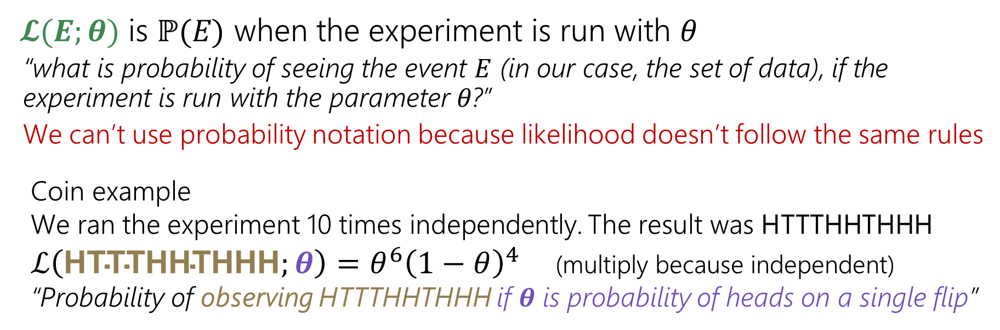 ℒ(E; θ) is ℙ(E) when the experiment is run with θ
“what is probability of seeing the event E (in our case, the set of data), if the
experiment is run with the parameter θ?”
We can’t use probability notation because likelihood doesn’t follow the same rules
Coin example
We ran the experiment 10 times independently. The result was HTTTHHTHHH
ℒ(HT·T·THH·THHH; θ) = θ⁶(1 − θ)⁴ (multiply because independent)
“Probability of observing HTTTHHTHHH if θ is probability of heads on a single flip”